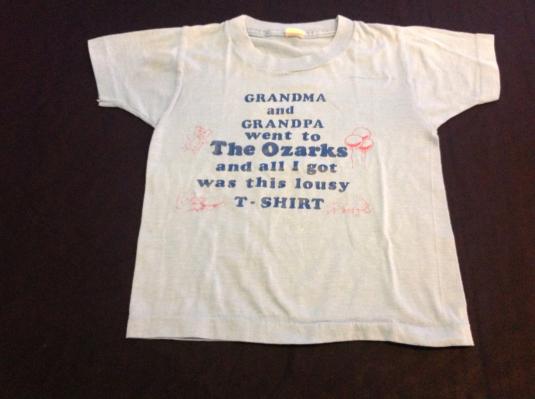 GRANDMA
and
GRANDPA
went to
The Ozarks
and all I got
was this lousy
T-SHIRT